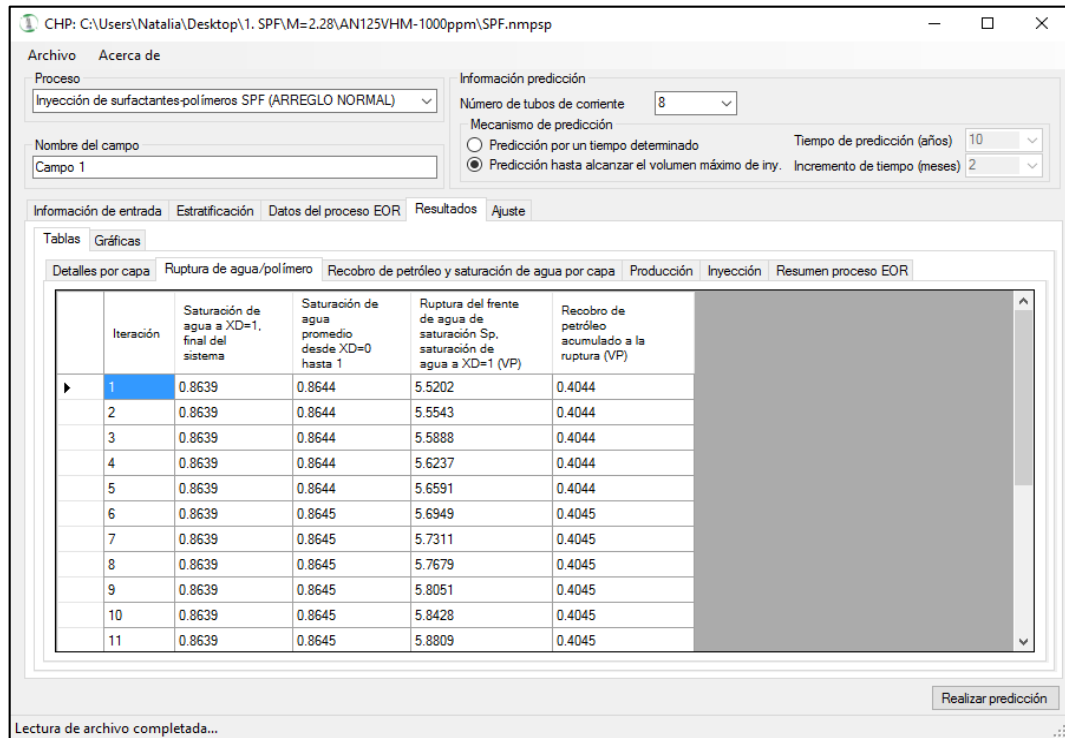 CHP: C:\Users\Natalia\Desktop\1. SPF\M=2.28\AN125VHM-1000ppm\SPF.nmpsp
Archivo Acerca de
Proceso
Inyección de surfactantes-polímeros SPF (ARREGLO NORMAL)
Nombre del campo
Campo 1
Información predicción
Número de tubos de corriente 8
Mecanismo de predicción
Predicción por un tiempo determinado
Predicción hasta alcanzar el volumen máximo de iny.
Tiempo de predicción (años) 10
Incremento de tiempo (meses) 2
Información de entrada Estratificación Datos del proceso EOR Resultados Ajuste
Tablas Gráficas
Detalles por capa Ruptura de agua/polímero Recobro de petróleo y saturación de agua por capa Producción Inyección Resumen proceso EOR
Iteración
Saturación de
agua a XD=1,
final del
sistema
Saturación de
agua
promedio
desde XD=0
hasta 1
Ruptura del frente
de agua de
saturación Sp,
saturación de
agua a XD=1 (VP)
Recobro de
petróleo
acumulado a la
ruptura (VP)
1 0.8639 0.8644 5.5202 0.4044
2 0.8639 0.8644 5.5543 0.4044
3 0.8639 0.8644 5.5888 0.4044
4 0.8639 0.8644 5.6237 0.4044
5 0.8639 0.8644 5.6591 0.4044
6 0.8639 0.8645 5.6949 0.4045
7 0.8639 0.8645 5.7311 0.4045
8 0.8639 0.8645 5.7679 0.4045
9 0.8639 0.8645 5.8051 0.4045
10 0.8639 0.8645 5.8428 0.4045
11 0.8639 0.8645 5.8809 0.4045
Realizar predicción
Lectura de archivo completada...